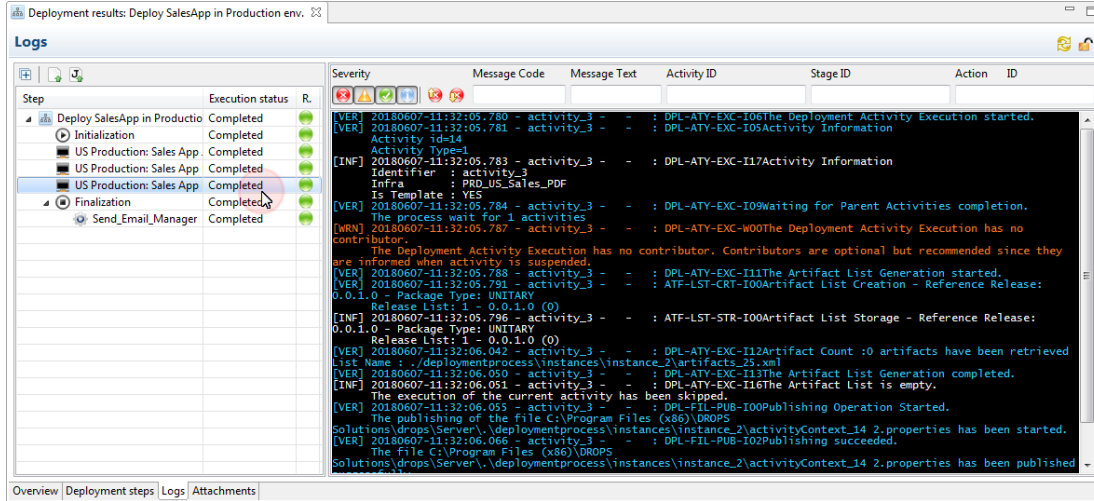 Deployment results: Deploy SalesApp in Production env.
Logs
Step Execution status R.
Deploy SalesApp in Productio Completed
Initialization Completed
US Production: Sales App . Completed
US Production: Sales App Completed
US Production: Sales App Completed
Finalization Completed
Send_Email_Manager Completed
Severity Message Code Message Text Activity ID Stage ID Action ID
[VER] 20180607-11:32:05.780 - activity_3 - - : DPL-ATY-EXC-I06The Deployment Activity Execution started.
[VER] 20180607-11:32:05.781 - activity_3 - - : DPL-ATY-EXC-I05Activity Information
Activity id=14
Activity Type=1
[INF] 20180607-11:32:05.783 - activity_3 - - : DPL-ATY-EXC-I17Activity Information
Identifier : activity_3
Infra : PRD_US_Sales_PDF
Is Template : YES
[VER] 20180607-11:32:05.784 - activity_3 - - : DPL-ATY-EXC-I09Waiting for Parent Activities completion.
The process wait for 1 activities
[WRN] 20180607-11:32:05.787 - activity_3 - - : DPL-ATY-EXC-W00The Deployment Activity Execution has no
contributor.
The Deployment Activity Execution has no contributor. Contributors are optional but recommended since they
are informed when activity is suspended.
[VER] 20180607-11:32:05.788 - activity_3 - - : DPL-ATY-EXC-I11The Artifact List Generation started.
[VER] 20180607-11:32:05.791 - activity_3 - - : ATF-LST-CRT-I00Artifact List Creation - Reference Release:
0.0.1.0 - Package Type: UNITARY
Release List: 1 - 0.0.1.0 (0)
[INF] 20180607-11:32:05.796 - activity_3 - - : ATF-LST-STR-I00Artifact List Storage - Reference Release:
0.0.1.0 - Package Type: UNITARY
Release List: 1 - 0.0.1.0 (0)
[VER] 20180607-11:32:06.042 - activity_3 - - : DPL-ATY-EXC-I12Artifact Count :0 artifacts have been retrieved
List Name : ./deploymentprocess\instances\instance_2\artifacts_25.xml
[VER] 20180607-11:32:06.050 - activity_3 - - : DPL-ATY-EXC-I13The Artifact List Generation completed.
[INF] 20180607-11:32:06.051 - activity_3 - - : DPL-ATY-EXC-I16The Artifact List is empty.
The execution of the current activity has been skipped.
[VER] 20180607-11:32:06.055 - activity_3 - - : DPL-FIL-PUB-I00Publishing Operation Started.
The publishing of the file C:\Program Files (x86)\DROPS
Solutions\drops\Server\.\deploymentprocess\instances\instance_2\activityContext_14 2.properties has been started.
[VER] 20180607-11:32:06.066 - activity_3 - - : DPL-FIL-PUB-I02Publishing succeeded.
The file C:\Program Files (x86)\DROPS
Solutions\drops\Server\.\deploymentprocess\instances\instance_2\activityContext_14 2.properties has been published
Overview Deployment steps Logs Attachments